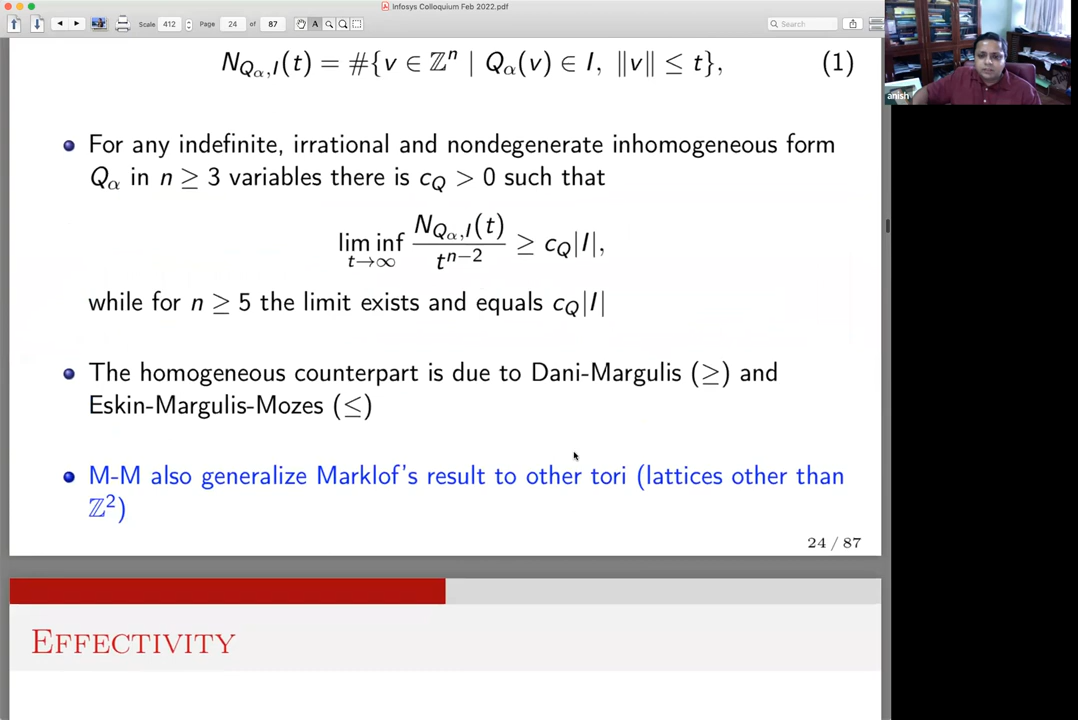 Infosys Colloquium Feb 2022.pdf
Scale 412 Page 24 of 87 Search
N_{Q_α,I}(t) = #{v ∈ ℤⁿ | Q_α(v) ∈ I, ‖v‖ ≤ t}, (1)
anish
For any indefinite, irrational and nondegenerate inhomogeneous form
Q_α in n ≥ 3 variables there is c_Q > 0 such that
lim inf_{t→∞} N_{Q_α,I}(t) / t^{n−2} ≥ c_Q|I|,
while for n ≥ 5 the limit exists and equals c_Q|I|
The homogeneous counterpart is due to Dani-Margulis (≥) and
Eskin-Margulis-Mozes (≤)
M-M also generalize Marklof's result to other tori (lattices other than
ℤ²)
24 / 87
Effectivity